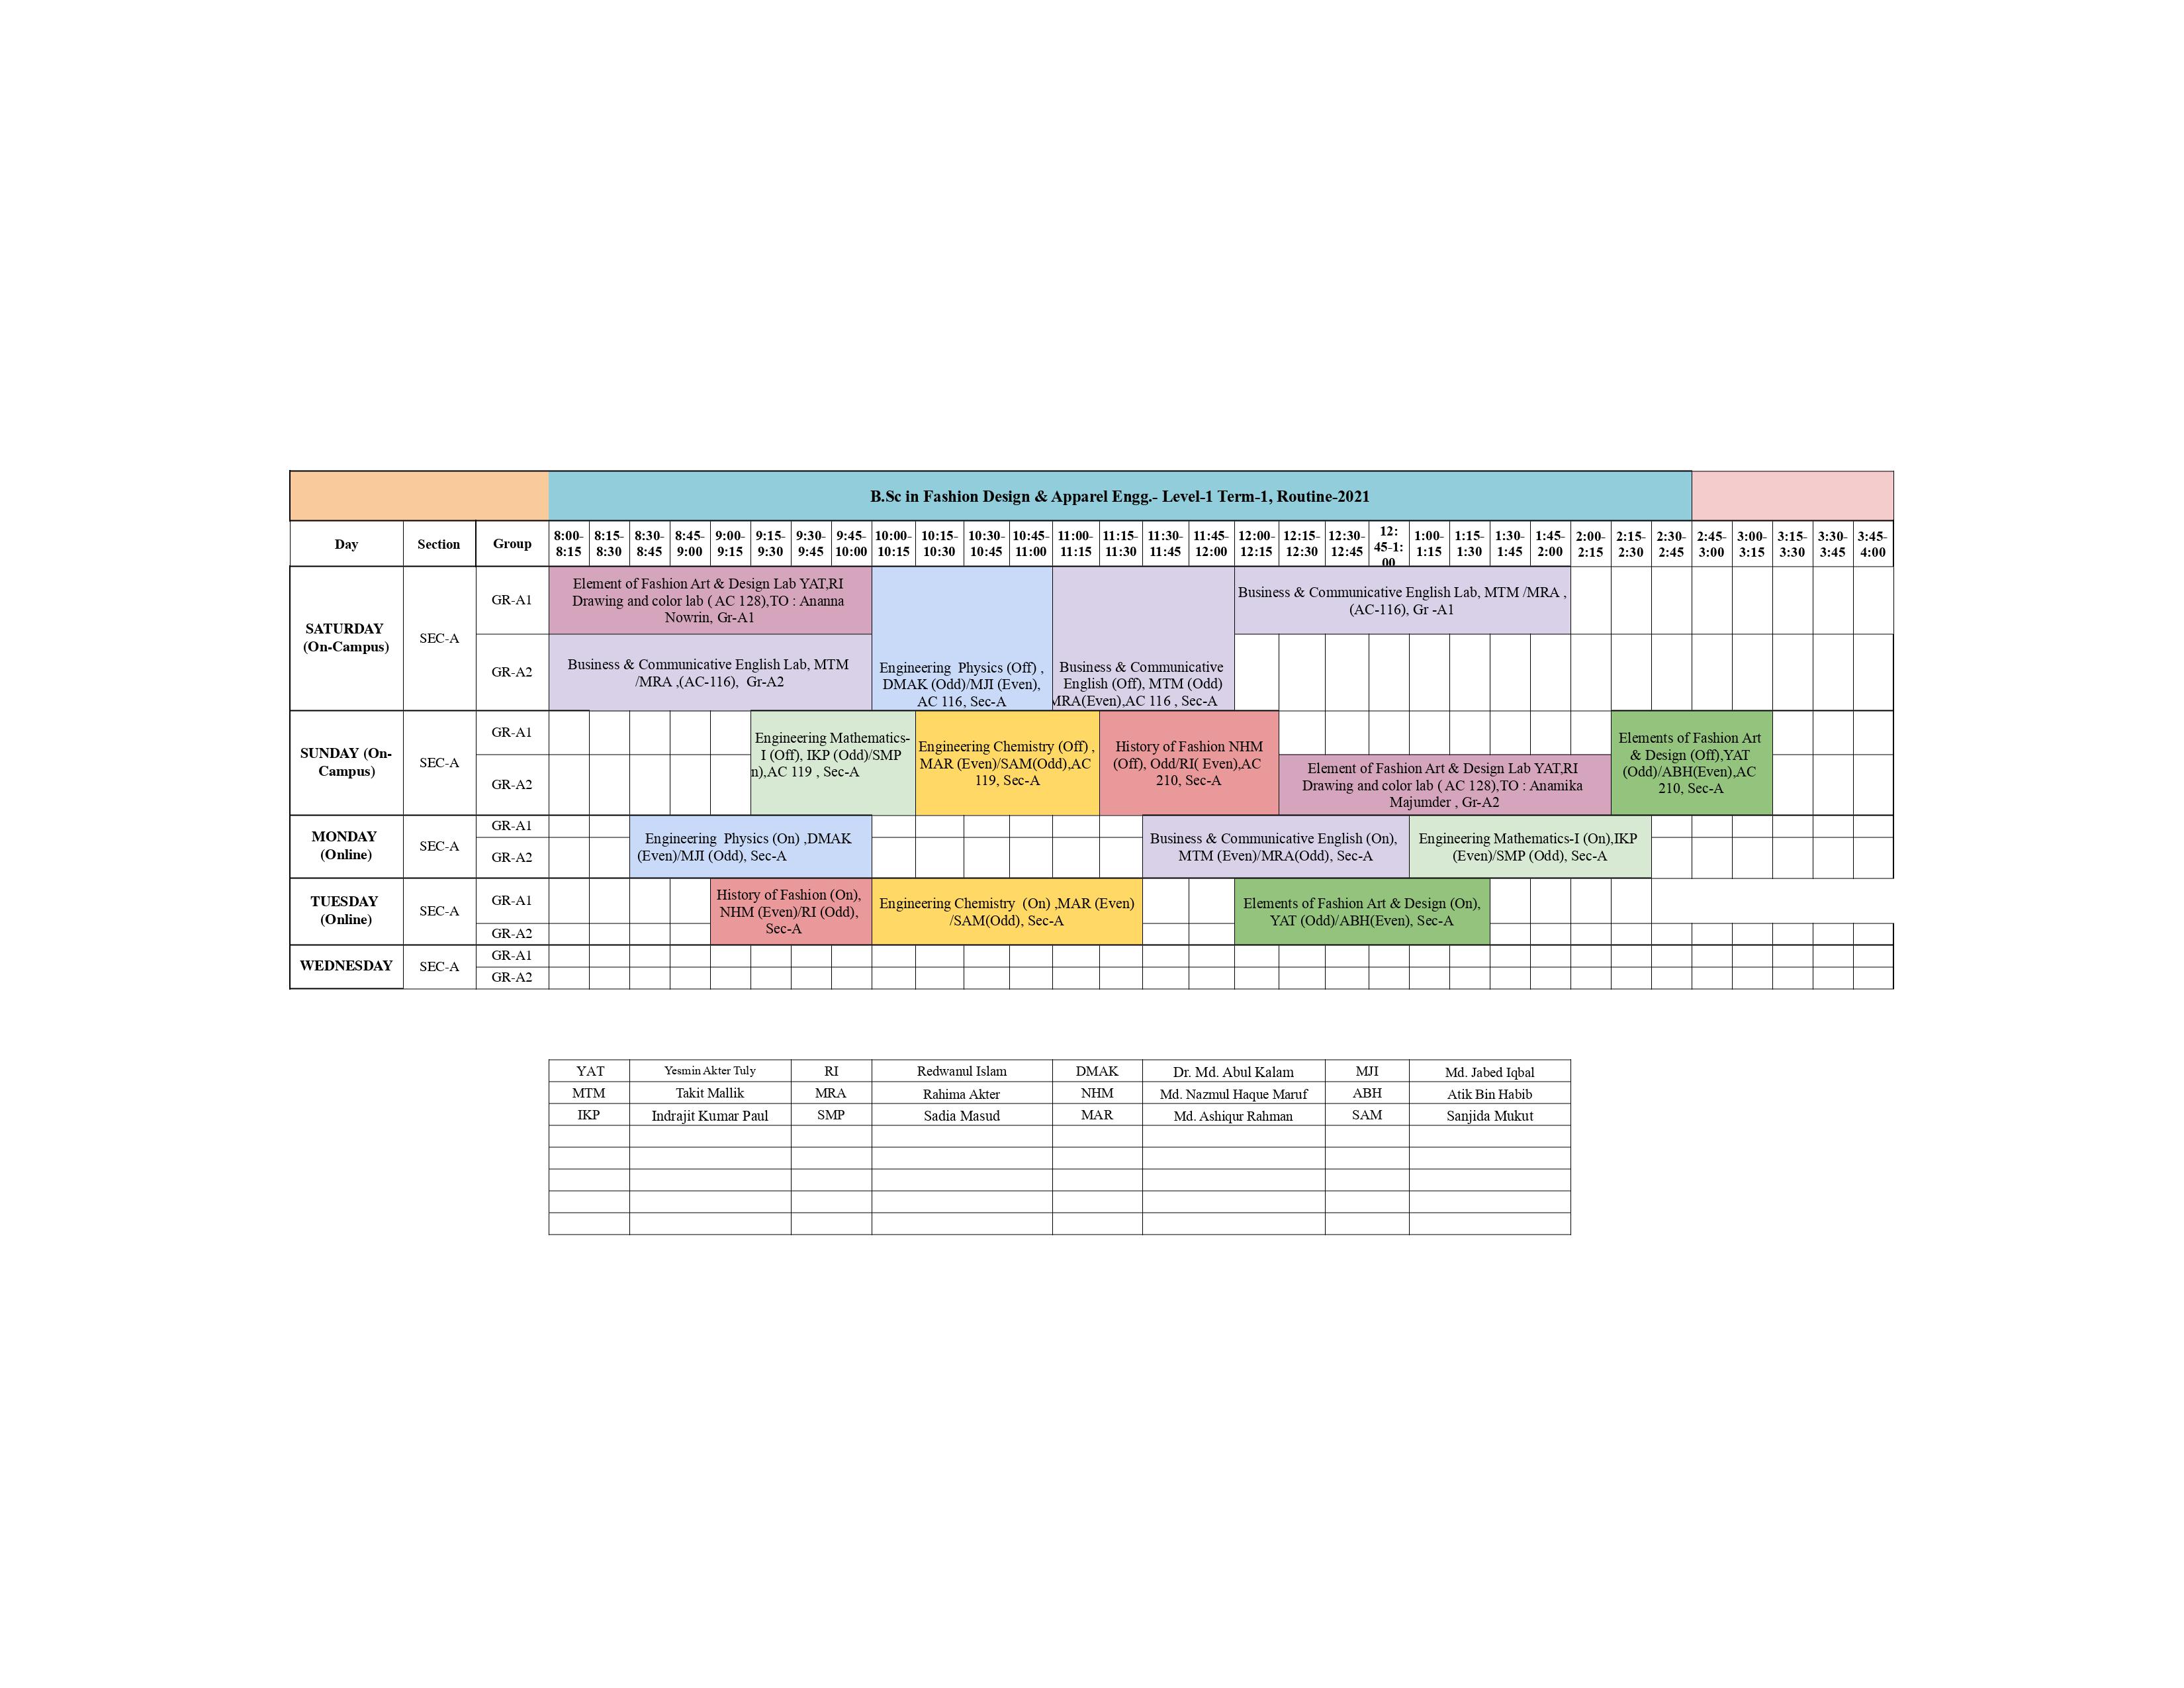 B.Sc in Fashion Design & Apparel Engg.- Level-1 Term-1, Routine-2021
Day Section Group 8:00-8:15 8:15-8:30 8:30-8:45 8:45-9:00 9:00-9:15 9:15-9:30 9:30-9:45 9:45-10:00 10:00-10:15 10:15-10:30 10:30-10:45 10:45-11:00 11:00-11:15 11:15-11:30 11:30-11:45 11:45-12:00 12:00-12:15 12:15-12:30 12:30-12:45 12:45-1:00 1:00-1:15 1:15-1:30 1:30-1:45 1:45-2:00 2:00-2:15 2:15-2:30 2:30-2:45 2:45-3:00 3:00-3:15 3:15-3:30 3:30-3:45 3:45-4:00
SATURDAY
(On-Campus)
SEC-A
GR-A1
Element of Fashion Art & Design Lab YAT,RI
Drawing and color lab ( AC 128),TO : Ananna
Nowrin, Gr-A1
Business & Communicative English Lab, MTM /MRA ,
(AC-116), Gr -A1
GR-A2
Business & Communicative English Lab, MTM
/MRA ,(AC-116), Gr-A2
Engineering Physics (Off) ,
DMAK (Odd)/MJI (Even),
AC 116, Sec-A
Business & Communicative
English (Off), MTM (Odd)
MRA(Even),AC 116 , Sec-A
SUNDAY (On-
Campus)
SEC-A
GR-A1
GR-A2
Engineering Mathematics-
I (Off), IKP (Odd)/SMP
n),AC 119 , Sec-A
Engineering Chemistry (Off) ,
MAR (Even)/SAM(Odd),AC
119, Sec-A
History of Fashion NHM
(Off), Odd/RI( Even),AC
210, Sec-A
Element of Fashion Art & Design Lab YAT,RI
Drawing and color lab ( AC 128),TO : Anamika
Majumder , Gr-A2
Elements of Fashion Art
& Design (Off),YAT
(Odd)/ABH(Even),AC
210, Sec-A
MONDAY
(Online)
SEC-A
GR-A1
GR-A2
Engineering Physics (On) ,DMAK
(Even)/MJI (Odd), Sec-A
Business & Communicative English (On),
MTM (Even)/MRA(Odd), Sec-A
Engineering Mathematics-I (On),IKP
(Even)/SMP (Odd), Sec-A
TUESDAY
(Online)
SEC-A
GR-A1
GR-A2
History of Fashion (On),
NHM (Even)/RI (Odd),
Sec-A
Engineering Chemistry (On) ,MAR (Even)
/SAM(Odd), Sec-A
Elements of Fashion Art & Design (On),
YAT (Odd)/ABH(Even), Sec-A
WEDNESDAY
SEC-A
GR-A1
GR-A2
YAT Yesmin Akter Tuly RI Redwanul Islam DMAK Dr. Md. Abul Kalam MJI Md. Jabed Iqbal
MTM Takit Mallik MRA Rahima Akter NHM Md. Nazmul Haque Maruf ABH Atik Bin Habib
IKP Indrajit Kumar Paul SMP Sadia Masud MAR Md. Ashiqur Rahman SAM Sanjida Mukut